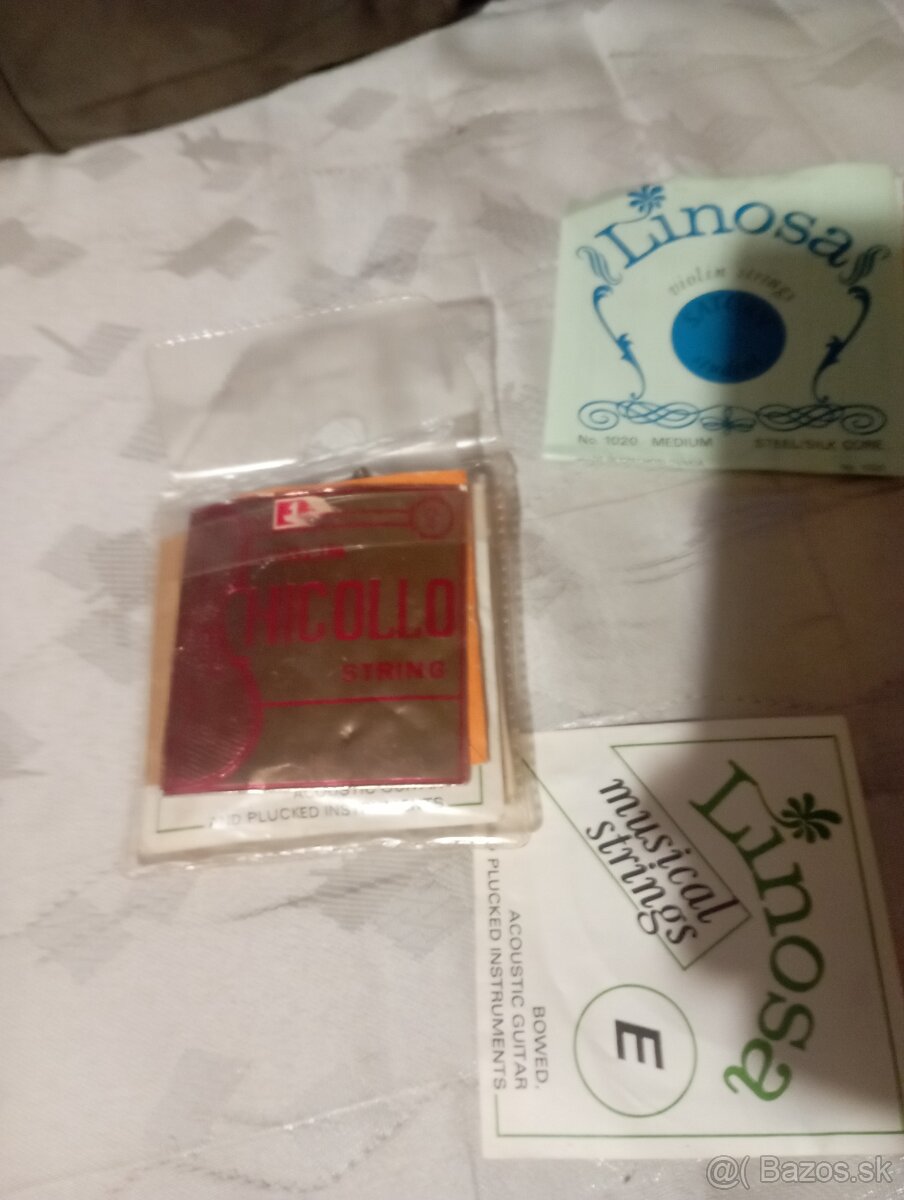 Linosa
violin strings
No. 1020 MEDIUM STEEL/SILK CORE
HICOLLO
STRING
ACOUSTIC
AND PLUCKED INSTRUMENTS
Linosa
musical
strings
E
BOWED,
ACOUSTIC GUITAR
PLUCKED INSTRUMENTS
@( Bazos.sk